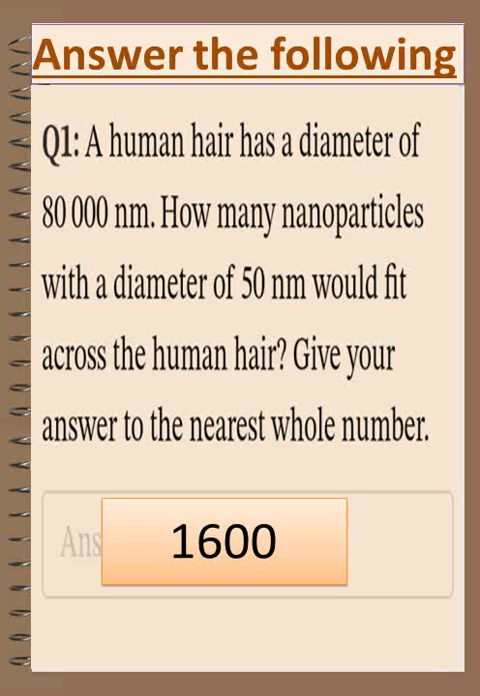 Answer the following
Q1: A human hair has a diameter of
80 000 nm. How many nanoparticles
with a diameter of 50 nm would fit
across the human hair? Give your
answer to the nearest whole number.
Ans
1600